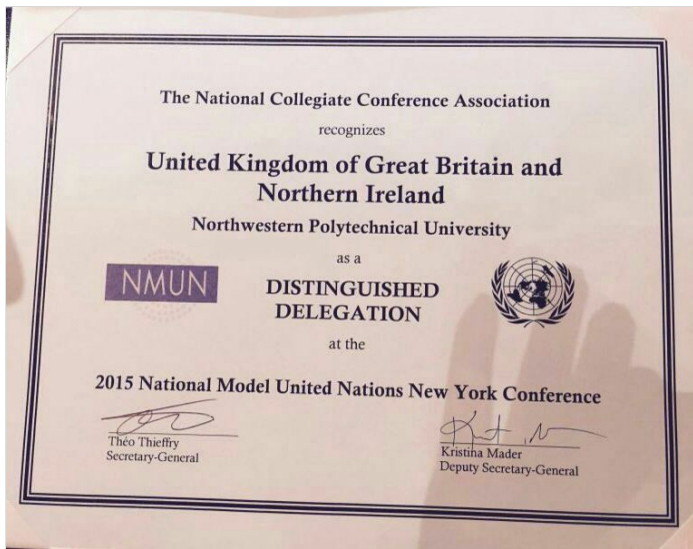 The National Collegiate Conference Association
recognizes
United Kingdom of Great Britain and
Northern Ireland
Northwestern Polytechnical University
as a
NMUN
DISTINGUISHED
DELEGATION
at the
2015 National Model United Nations New York Conference
Théo Thieffry
Secretary-General
Kristina Mader
Deputy Secretary-General